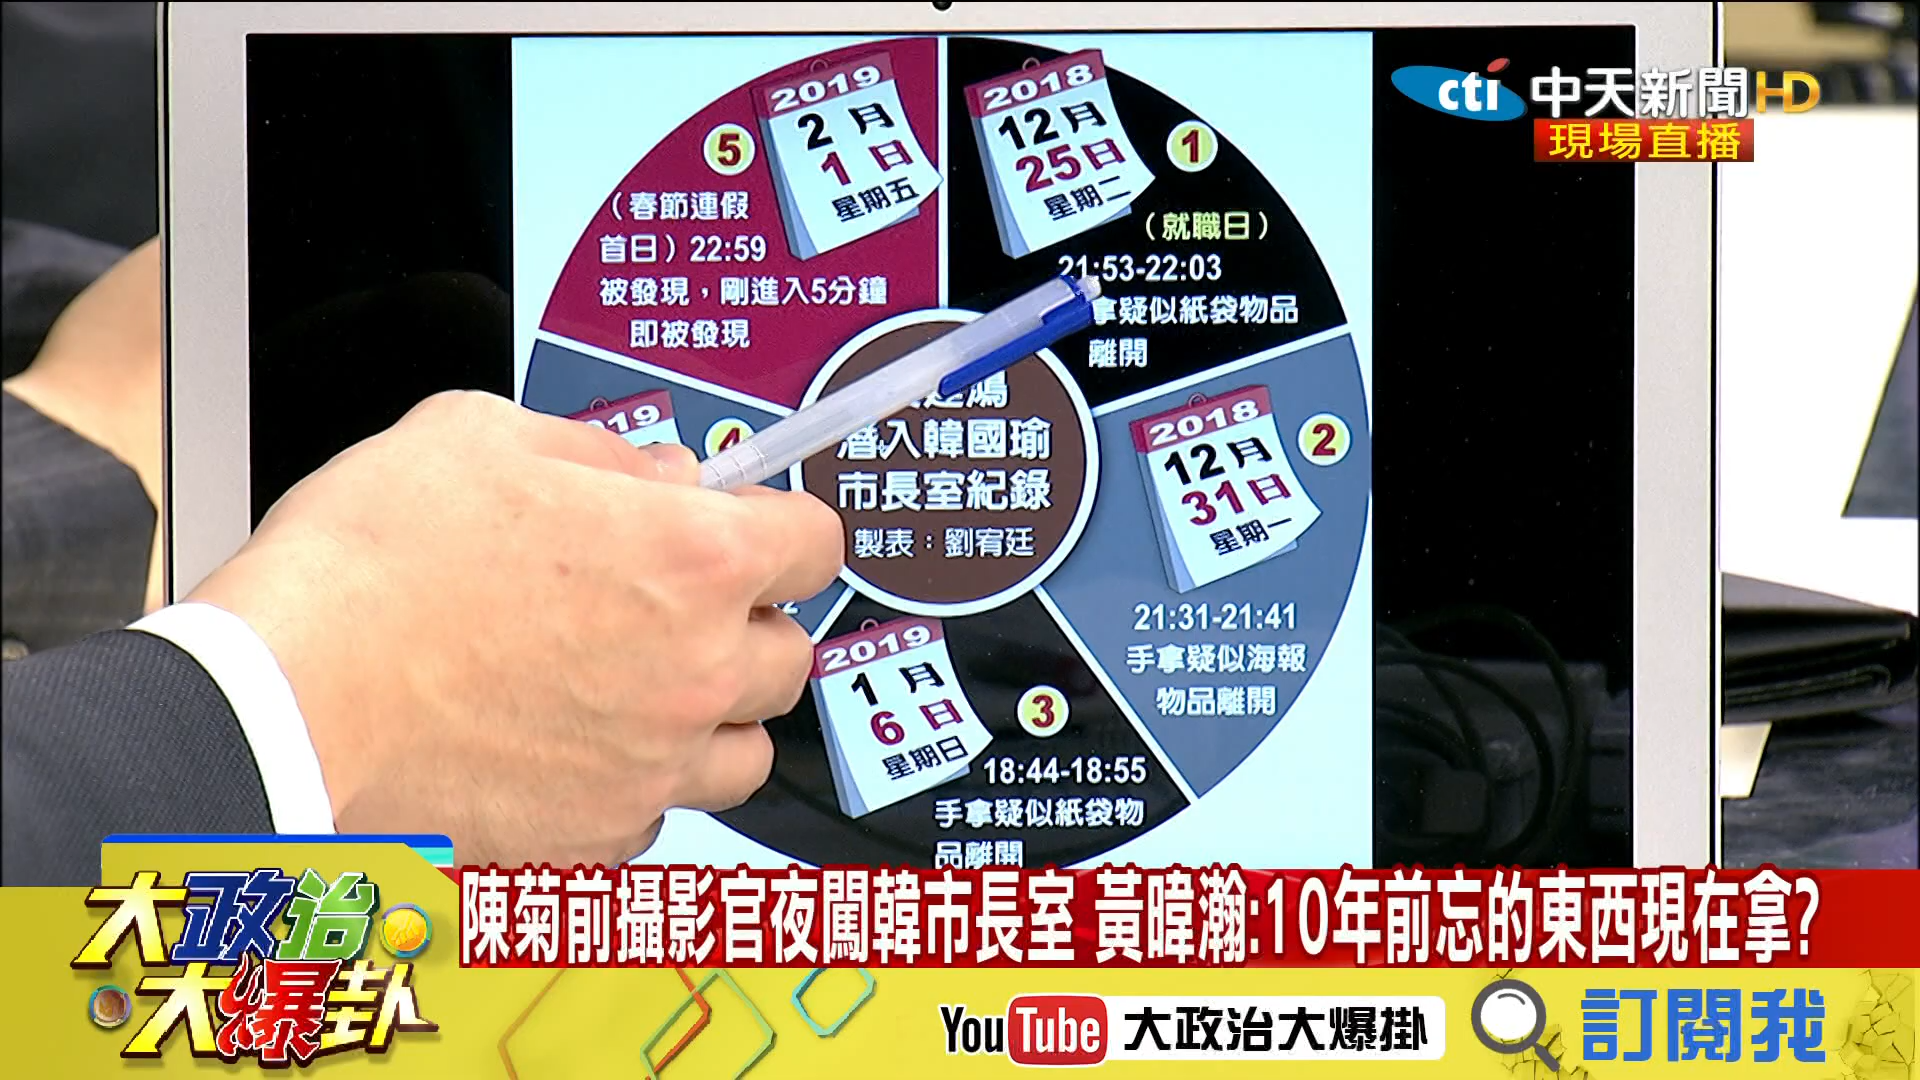 cti 中天新聞HD
現場直播
2019
2月
1日
星期五
5
(春節連假
首日)22:59
被發現，剛進入5分鐘
即被發現
2018
12月
25日
星期二
1
(就職日)
21:53-22:03
拿疑似紙袋物品
離開
2018
12月
31日
星期一
2
21:31-21:41
手拿疑似海報
物品離開
2019
1月
6日
星期日
3
18:44-18:55
手拿疑似紙袋物
品離開
4
鴻
潛入韓國瑜
市長室紀錄
製表：劉宥廷
大政治大爆卦
陳菊前攝影官夜闖韓市長室 黃暐瀚:10年前忘的東西現在拿?
YouTube 大政治大爆掛
訂閱我